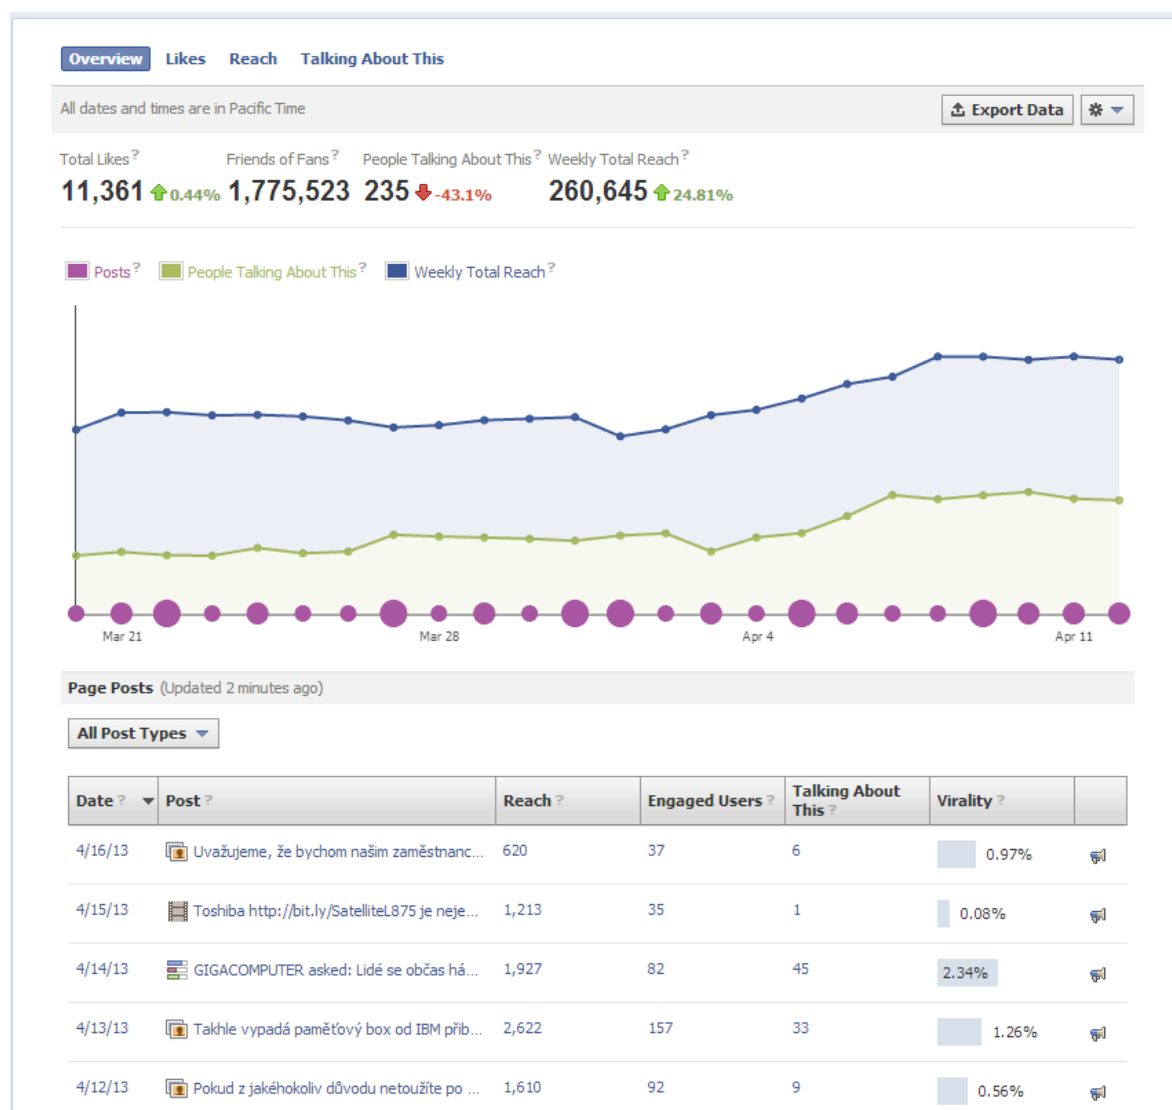 Overview Likes Reach Talking About This
All dates and times are in Pacific Time Export Data
Total Likes? Friends of Fans? People Talking About This? Weekly Total Reach?
11,361 0.44% 1,775,523 235 -43.1% 260,645 24.81%
Posts? People Talking About This? Weekly Total Reach?
Mar 21 Mar 28 Apr 4 Apr 11
Page Posts (Updated 2 minutes ago)
All Post Types
Date? Post? Reach? Engaged Users? Talking About This? Virality?
4/16/13 Uvažujeme, že bychom našim zaměstnanc... 620 37 6 0.97%
4/15/13 Toshiba http://bit.ly/SatelliteL875 je neje... 1,213 35 1 0.08%
4/14/13 GIGACOMPUTER asked: Lidé se občas há... 1,927 82 45 2.34%
4/13/13 Takhle vypadá paměťový box od IBM přib... 2,622 157 33 1.26%
4/12/13 Pokud z jakéhokoliv důvodu netoužíte po ... 1,610 92 9 0.56%